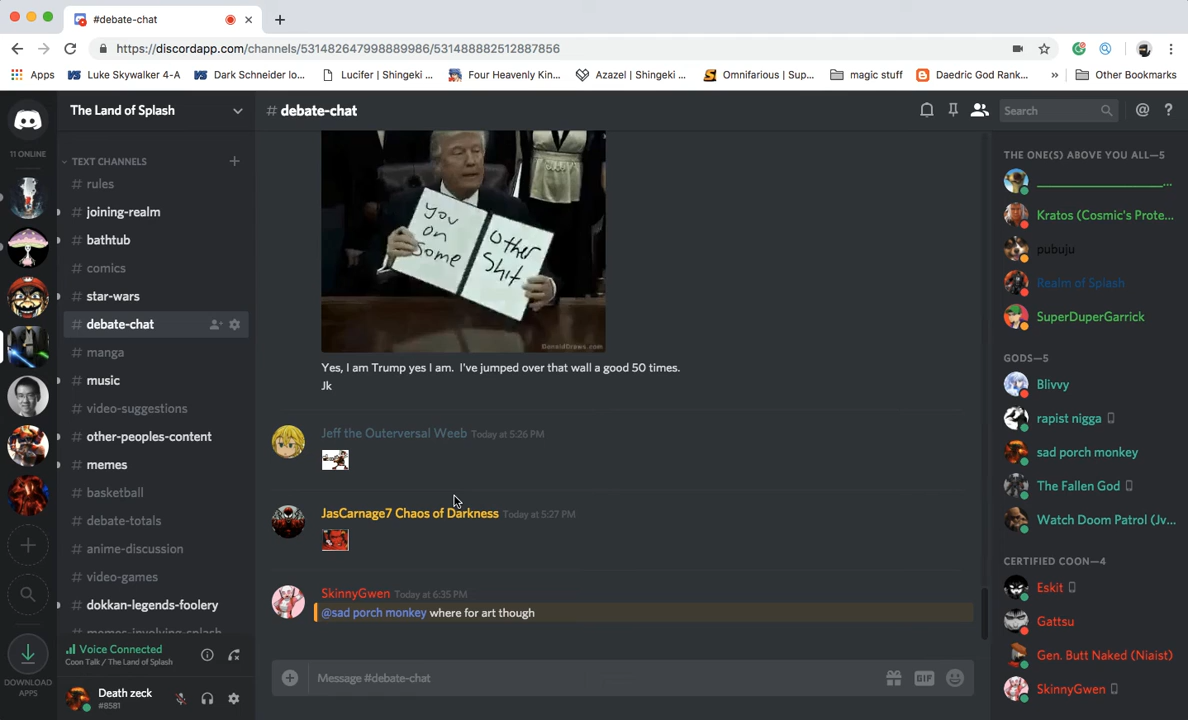 #debate-chat
https://discordapp.com/channels/531482647998889986/531488882512887856
Apps
Luke Skywalker 4-A
Dark Schneider lo...
Lucifer | Shingeki ...
Four Heavenly Kin...
Azazel | Shingeki ...
Omnifarious | Sup...
magic stuff
Daedric God Rank...
»
Other Bookmarks
11 ONLINE
DOWNLOAD
APPS
The Land of Splash
TEXT CHANNELS
# rules
# joining-realm
# bathtub
# comics
# star-wars
# debate-chat
# manga
# music
# video-suggestions
# other-peoples-content
# memes
# basketball
# debate-totals
# anime-discussion
# video-games
# dokkan-legends-foolery
# memes-involving-splash
Voice Connected
Coon Talk / The Land of Splash
Death zeck
#8581
# debate-chat
Search
@
?
You
on
Some
Other
Shit
DonaldDraws.com
Yes, I am Trump yes I am. I've jumped over that wall a good 50 times.
Jk
Jeff the Outerversal Weeb Today at 5:26 PM
JasCarnage7 Chaos of Darkness Today at 5:27 PM
SkinnyGwen Today at 6:35 PM
@sad porch monkey where for art though
Message #debate-chat
GIF
THE ONE(S) ABOVE YOU ALL—5
______________________...
Kratos (Cosmic's Prote...
pubuju
Realm of Splash
SuperDuperGarrick
GODS—5
Blivvy
rapist nigga
sad porch monkey
The Fallen God
Watch Doom Patrol (Jv...
CERTIFIED COON—4
Eskit
Gattsu
Gen. Butt Naked (Niaist)
SkinnyGwen